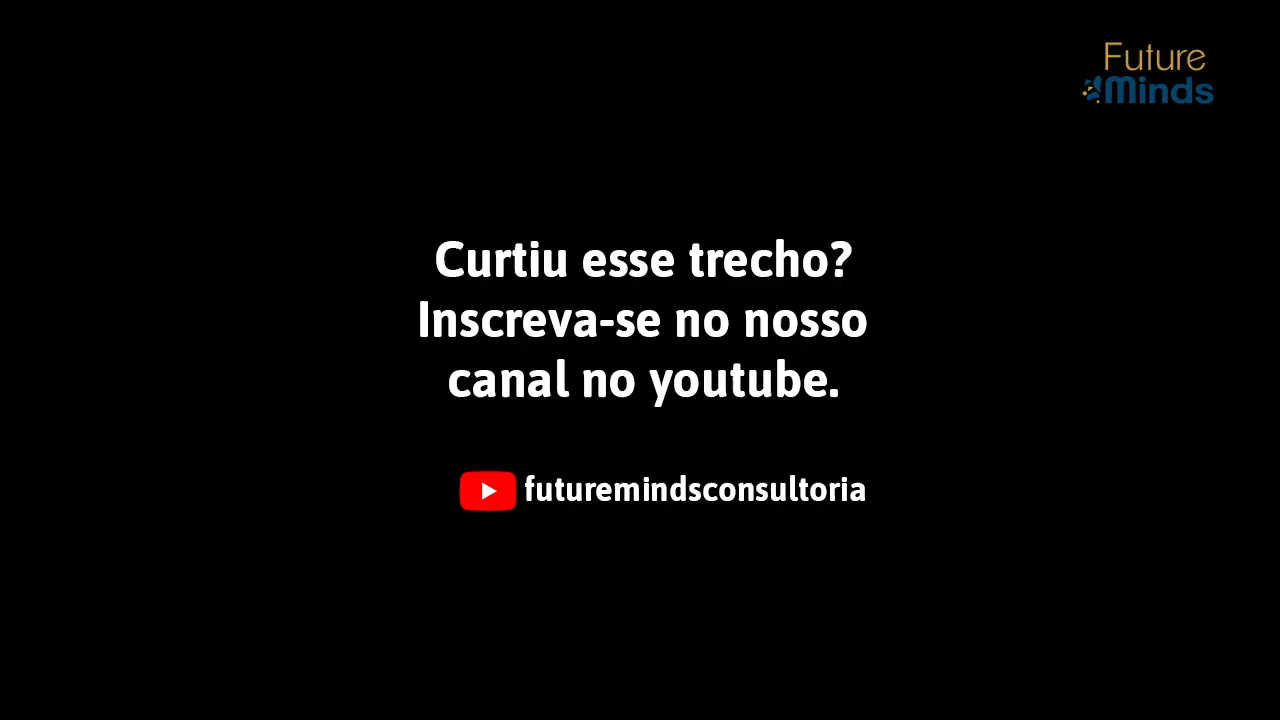 Future
Minds
Curtiu esse trecho?
Inscreva-se no nosso
canal no youtube.
futuremindsconsultoria